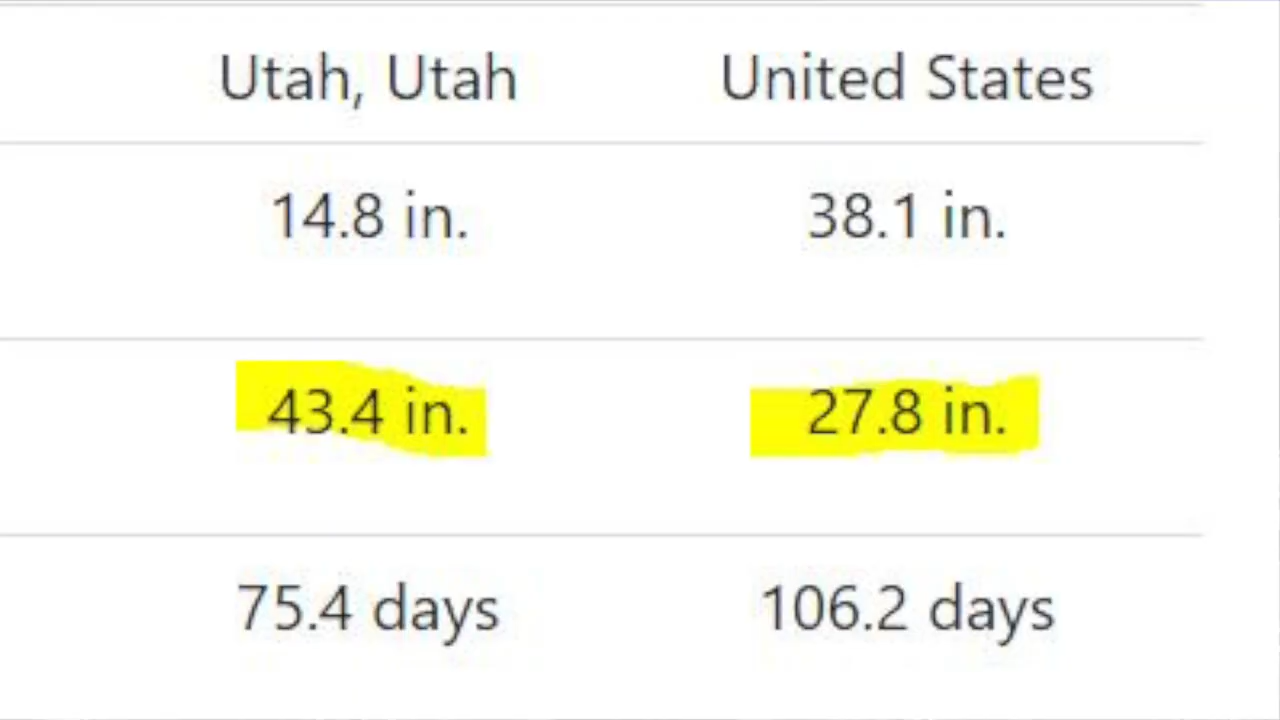 Utah, Utah United States
14.8 in. 38.1 in.
43.4 in. 27.8 in.
75.4 days 106.2 days